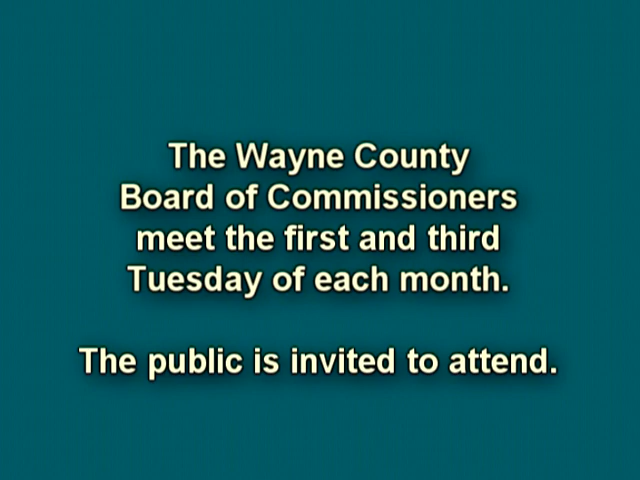 The Wayne County
Board of Commissioners
meet the first and third
Tuesday of each month.
The public is invited to attend.